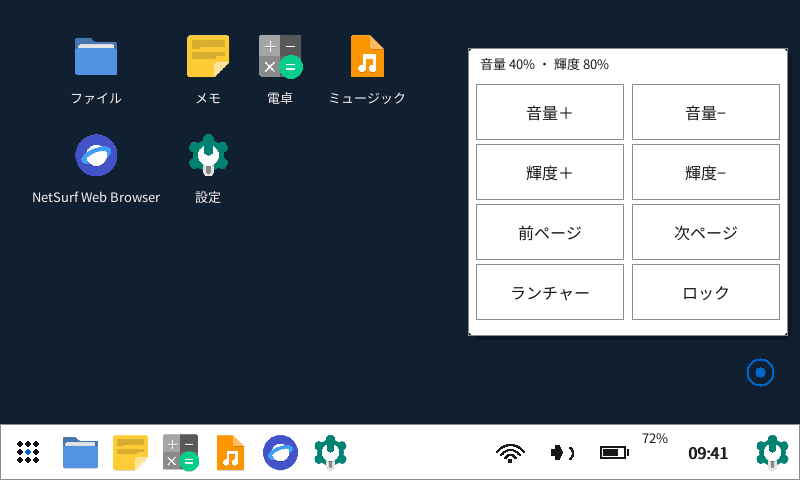 ファイル
メモ
電卓
ミュージック
NetSurf Web Browser
設定
音量 40% ・ 輝度 80%
音量＋
音量−
輝度＋
輝度−
前ページ
次ページ
ランチャー
ロック
72%
09:41